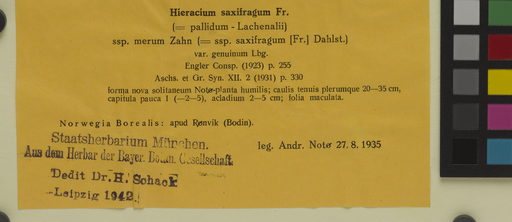 Hieracium saxifragum Fr.
(= pallidum - Lachenalii)
ssp. merum Zahn (= ssp. saxifragum [Fr.] Dahlst.)
var. genuinum Lbg.
Engler Consp. (1923) p. 255
Aschs. et Gr. Syn. XII. 2 (1931) p. 330
forma nova solitaneum Notø-planta humilis; caulis tenuis plerumque 20—35 cm,
capitula pauca 1 (—2—5), acladium 2—5 cm; folia maculata.
Norwegia Borealis: apud Rønvik (Bodin).
leg. Andr. Notø 27. 8. 1935
Staatsherbarium München.
Aus dem Herbar der Bayer. Botan. Gesellschaft.
Dedit Dr. H. Schack
-Leipzig 1942.